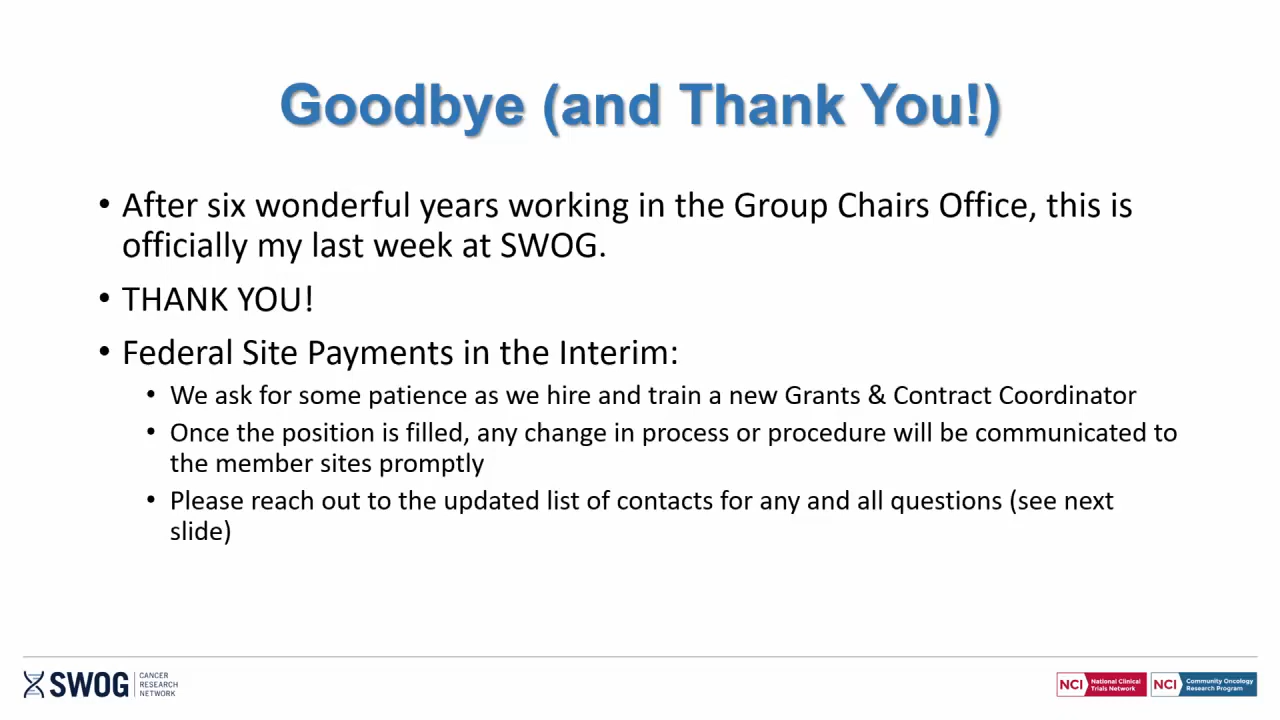 Goodbye (and Thank You!)
• After six wonderful years working in the Group Chairs Office, this is
officially my last week at SWOG.
• THANK YOU!
• Federal Site Payments in the Interim:
• We ask for some patience as we hire and train a new Grants & Contract Coordinator
• Once the position is filled, any change in process or procedure will be communicated to
the member sites promptly
• Please reach out to the updated list of contacts for any and all questions (see next
slide)
SWOG
CANCER
RESEARCH
NETWORK
NCI
National Clinical
Trials Network
NCI
Community Oncology
Research Program